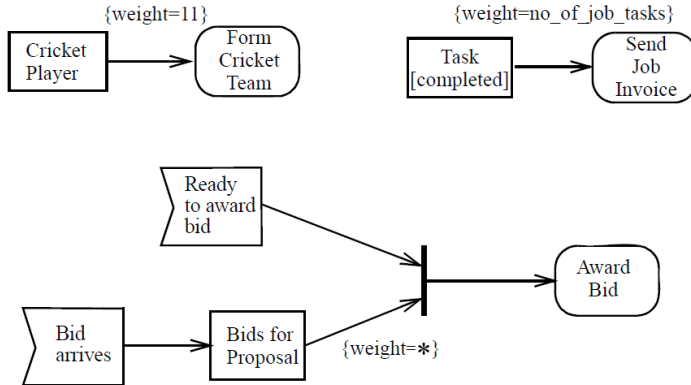 {weight=11}
Cricket
Player
Form
Cricket
Team
{weight=no_of_job_tasks}
Task
[completed]
Send
Job
Invoice
Ready
to award
bid
Bid
arrives
Bids for
Proposal
{weight=*}
Award
Bid